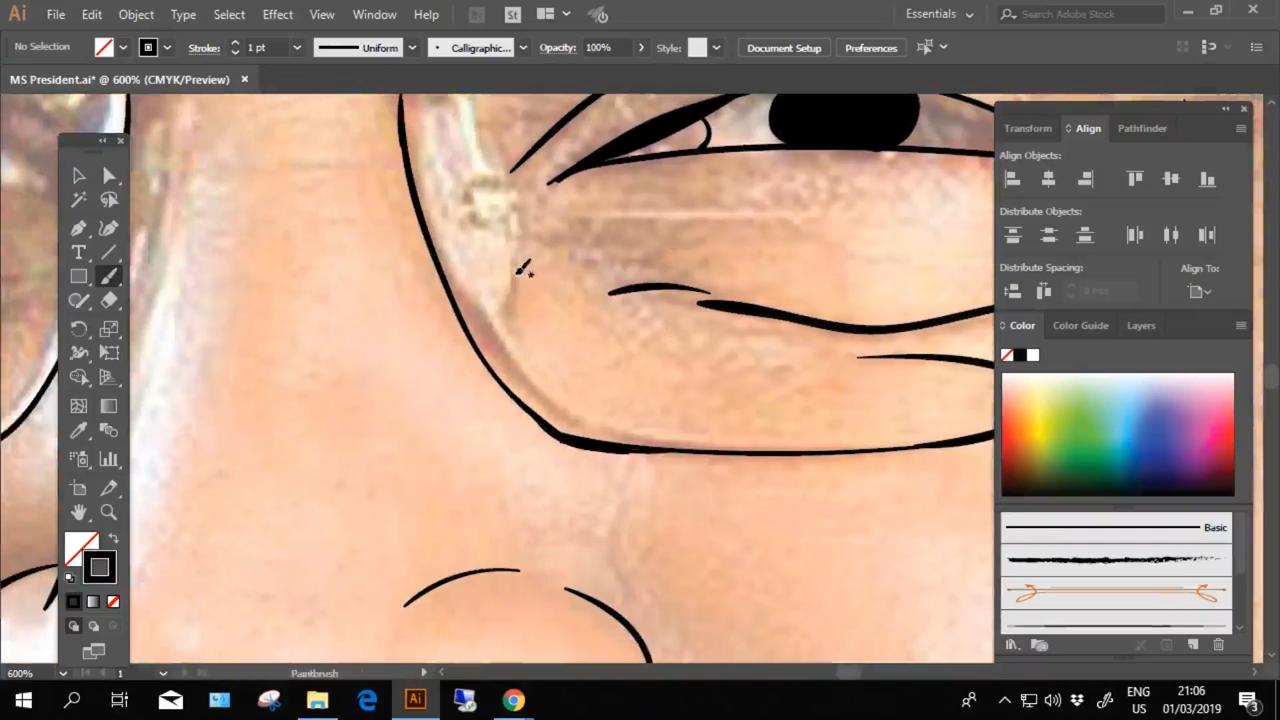 Ai File Edit Object Type Select Effect View Window Help Br St Essentials Search Adobe Stock
No Selection Stroke: 1 pt Uniform Calligraphic... Opacity: 100% Style: Document Setup Preferences
MS President.ai* @ 600% (CMYK/Preview)
Transform Align Pathfinder
Align Objects:
Distribute Objects:
Distribute Spacing: Align To:
Color Color Guide Layers
Basic
600% 1 Paintbrush
Ai ENG 21:06
US 01/03/2019 3